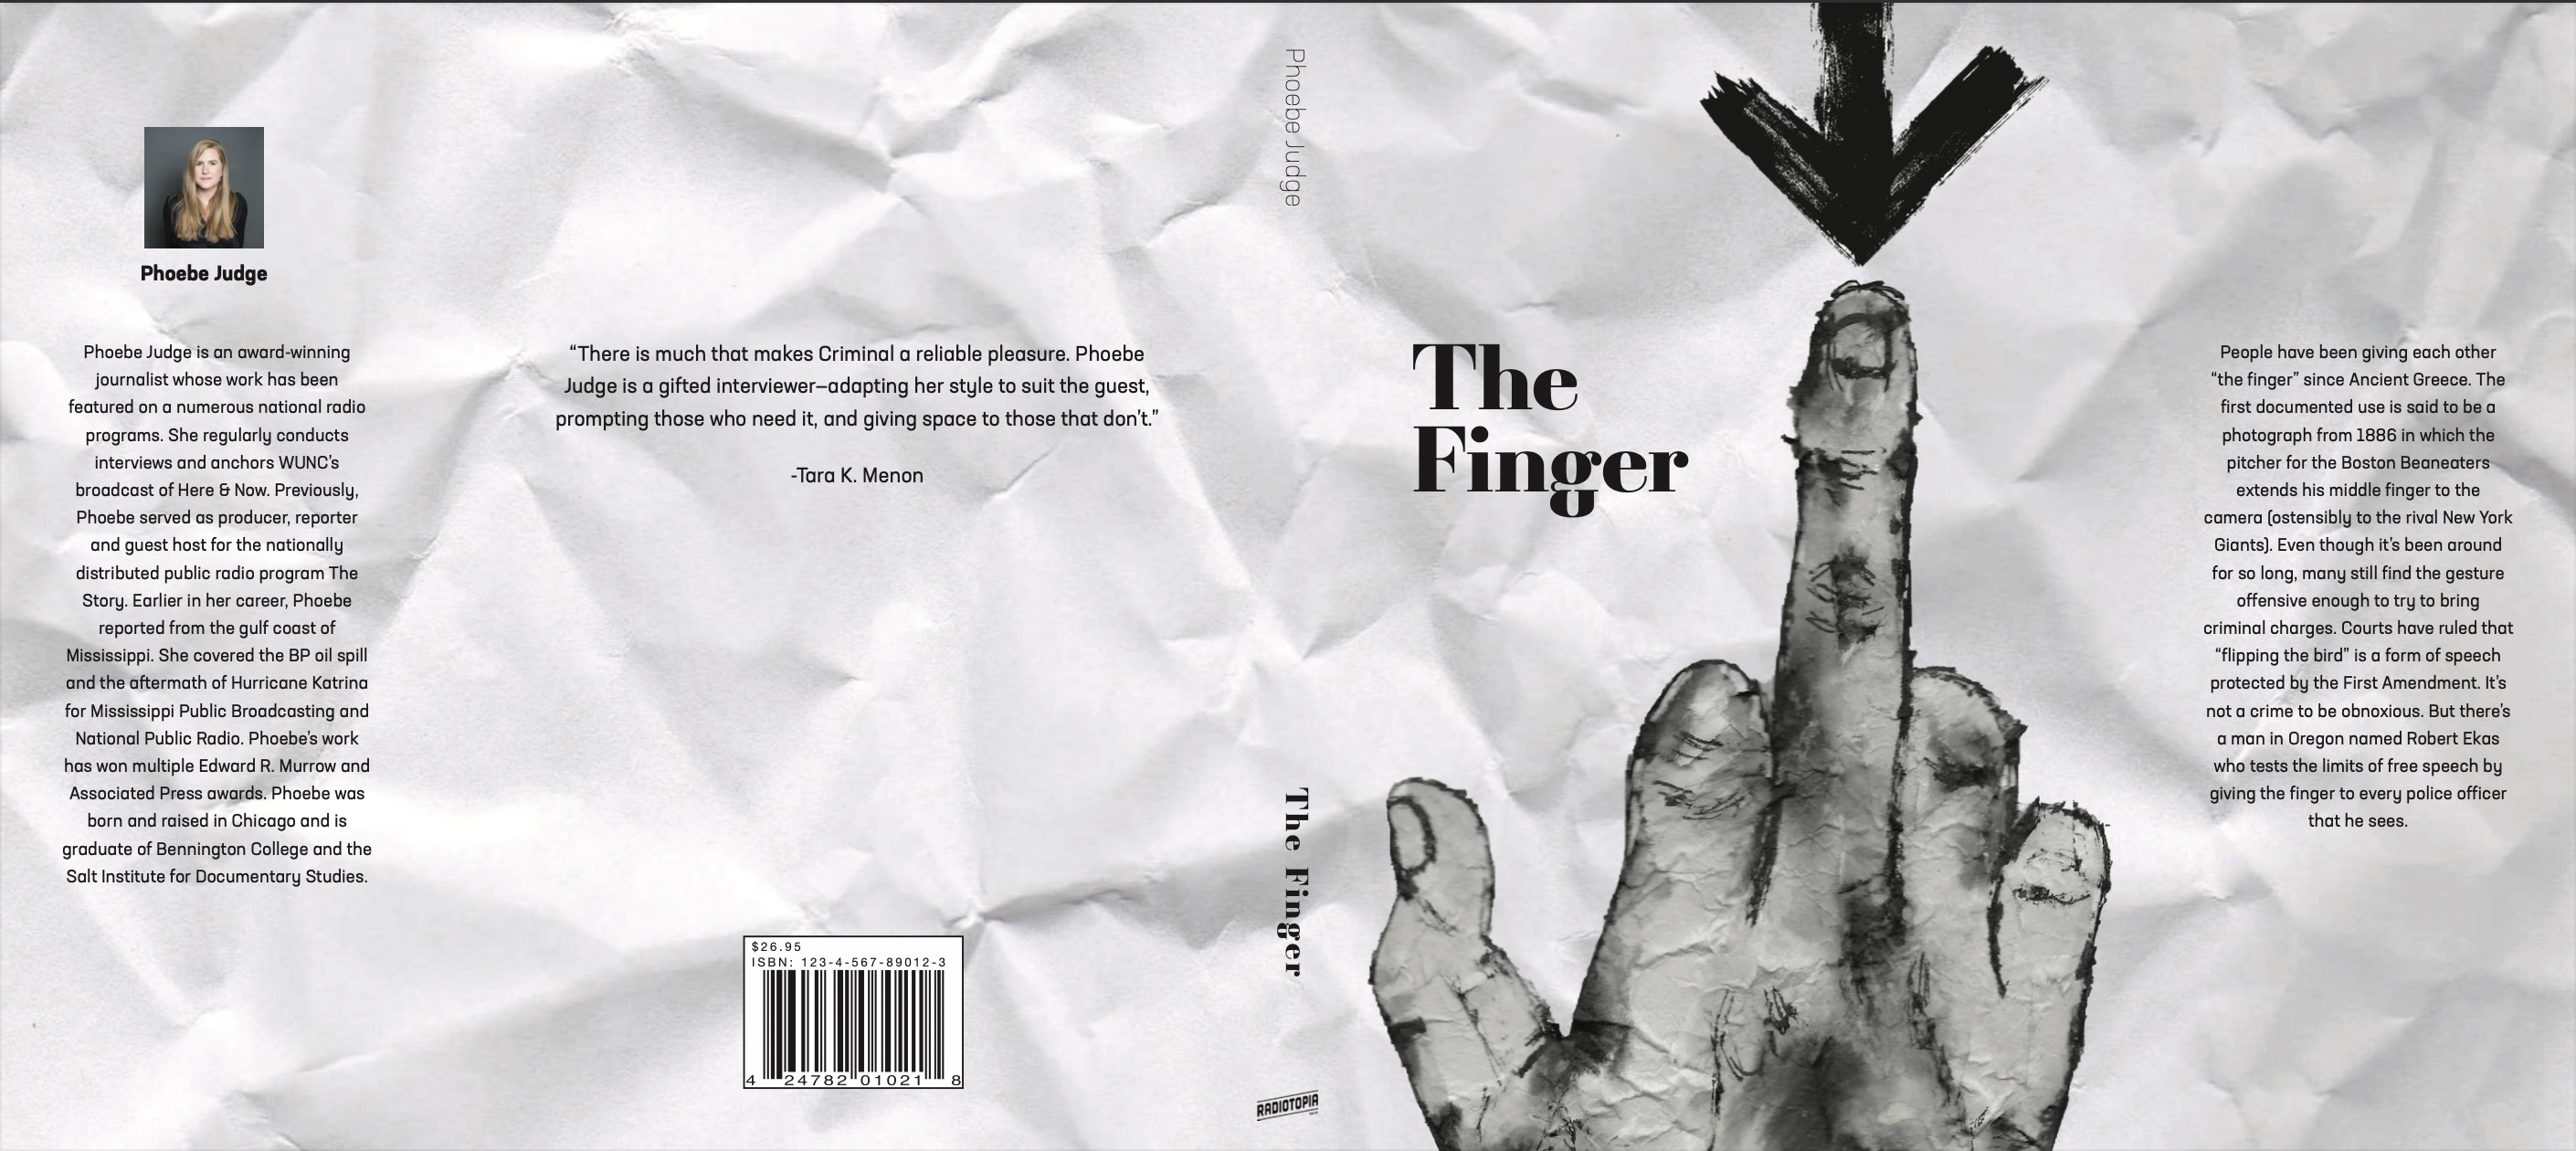 Phoebe Judge
Phoebe Judge is an award-winning
journalist whose work has been
featured on a numerous national radio
programs. She regularly conducts
interviews and anchors WUNC’s
broadcast of Here & Now. Previously,
Phoebe served as producer, reporter
and guest host for the nationally
distributed public radio program The
Story. Earlier in her career, Phoebe
reported from the gulf coast of
Mississippi. She covered the BP oil spill
and the aftermath of Hurricane Katrina
for Mississippi Public Broadcasting and
National Public Radio. Phoebe’s work
has won multiple Edward R. Murrow and
Associated Press awards. Phoebe was
born and raised in Chicago and is
graduate of Bennington College and the
Salt Institute for Documentary Studies.
“There is much that makes Criminal a reliable pleasure. Phoebe
Judge is a gifted interviewer—adapting her style to suit the guest,
prompting those who need it, and giving space to those that don’t.”
-Tara K. Menon
$26.95
ISBN: 123-4-567-89012-3
4 24782 01021 8
Phoebe Judge
The Finger
RADIOTOPIA
The
Finger
People have been giving each other
“the finger” since Ancient Greece. The
first documented use is said to be a
photograph from 1886 in which the
pitcher for the Boston Beaneaters
extends his middle finger to the
camera (ostensibly to the rival New York
Giants). Even though it’s been around
for so long, many still find the gesture
offensive enough to try to bring
criminal charges. Courts have ruled that
“flipping the bird” is a form of speech
protected by the First Amendment. It’s
not a crime to be obnoxious. But there’s
a man in Oregon named Robert Ekas
who tests the limits of free speech by
giving the finger to every police officer
that he sees.